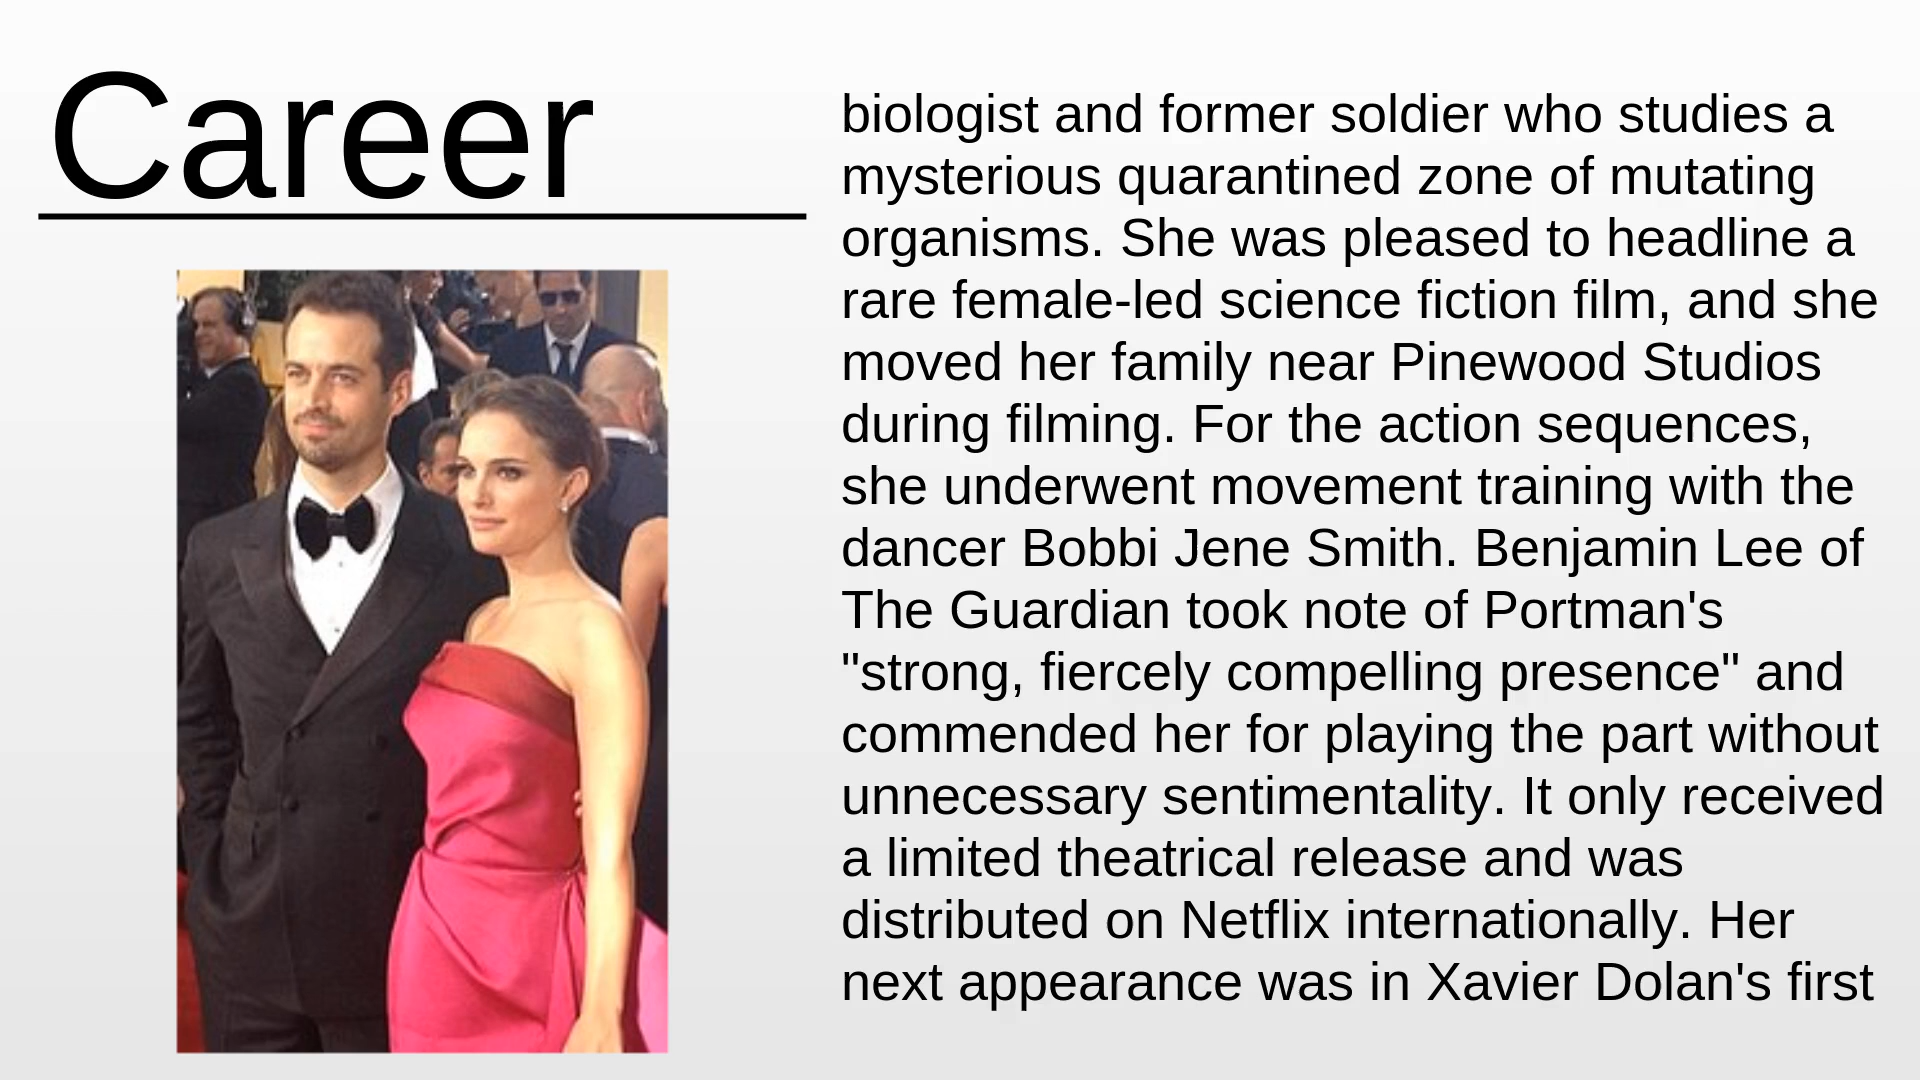 Career
biologist and former soldier who studies a
mysterious quarantined zone of mutating
organisms. She was pleased to headline a
rare female-led science fiction film, and she
moved her family near Pinewood Studios
during filming. For the action sequences,
she underwent movement training with the
dancer Bobbi Jene Smith. Benjamin Lee of
The Guardian took note of Portman's
"strong, fiercely compelling presence" and
commended her for playing the part without
unnecessary sentimentality. It only received
a limited theatrical release and was
distributed on Netflix internationally. Her
next appearance was in Xavier Dolan's first